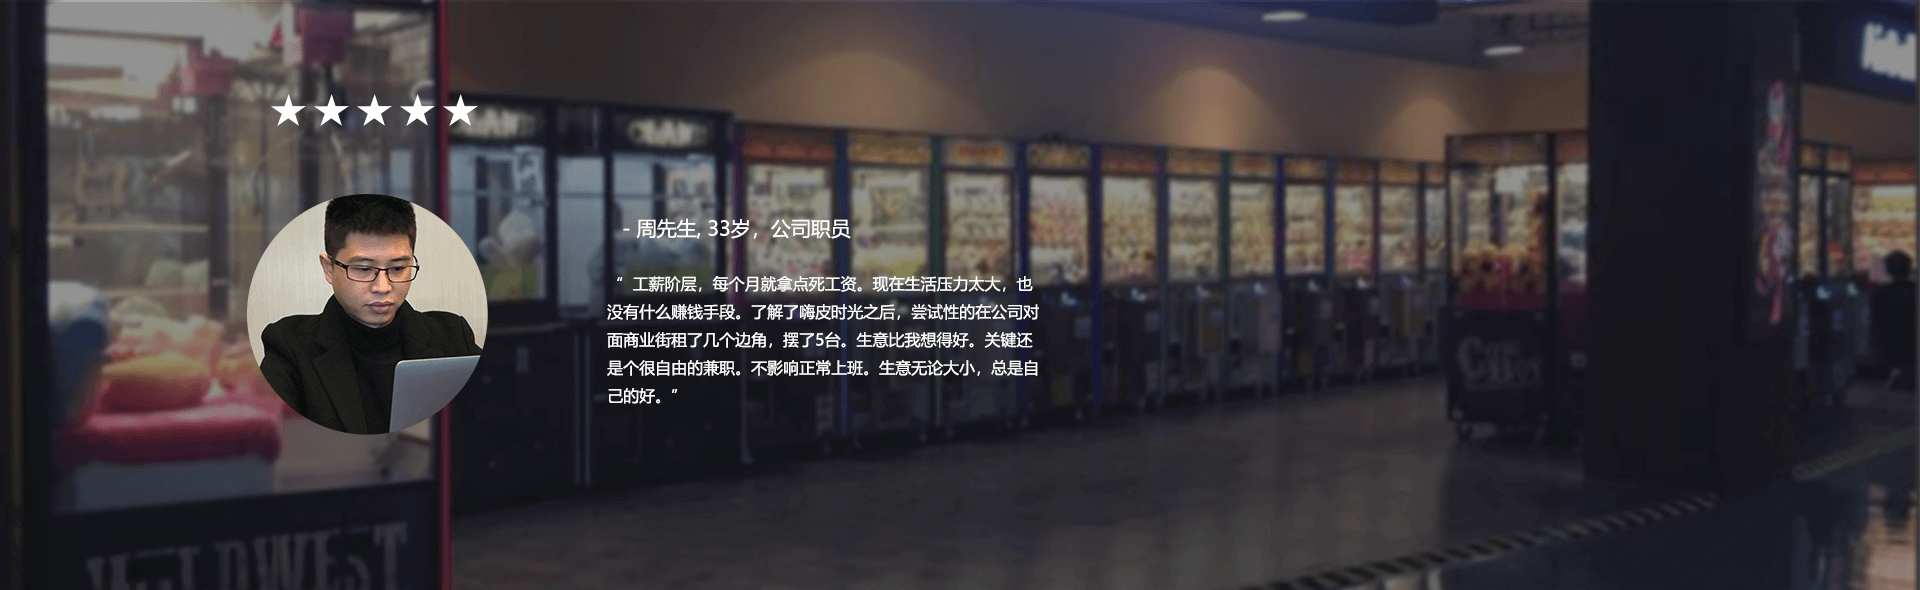 - 周先生, 33岁，公司职员
“ 工薪阶层，每个月就拿点死工资。现在生活压力太大，也
没有什么赚钱手段。了解了嗨皮时光之后，尝试性的在公司对
面商业街租了几个边角，摆了5台。生意比我想得好。关键还
是个很自由的兼职。不影响正常上班。生意无论大小，总是自
己的好。”
WILDWEST